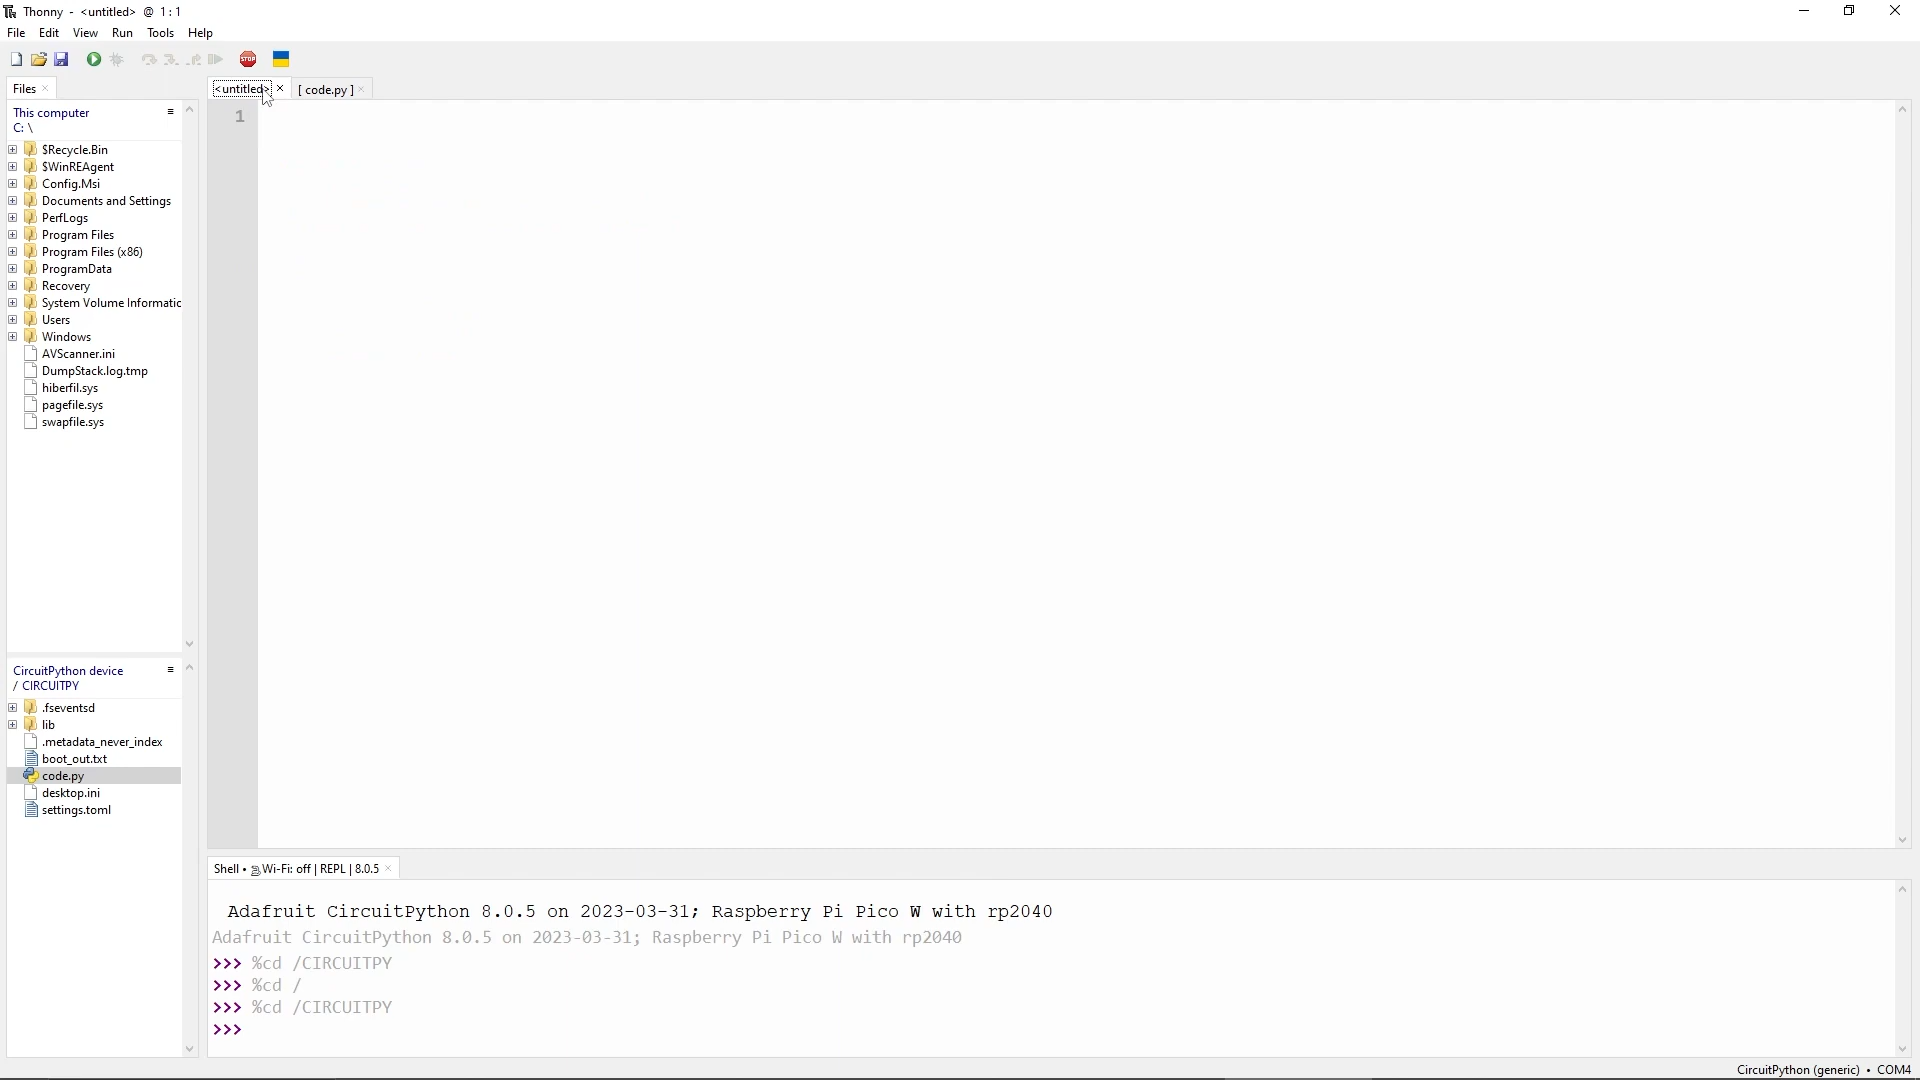 Thonny - <untitled> @ 1:1
File Edit View Run Tools Help
STOP
Files
<untitled> [ code.py ]
This computer
C: \
1
$Recycle.Bin
$WinREAgent
Config.Msi
Documents and Settings
PerfLogs
Program Files
Program Files (x86)
ProgramData
Recovery
System Volume Informatic
Users
Windows
AVScanner.ini
DumpStack.log.tmp
hiberfil.sys
pagefile.sys
swapfile.sys
CircuitPython device
/ CIRCUITPY
.fseventsd
lib
.metadata_never_index
boot_out.txt
code.py
desktop.ini
settings.toml
Shell • Wi-Fi: off | REPL | 8.0.5
Adafruit CircuitPython 8.0.5 on 2023-03-31; Raspberry Pi Pico W with rp2040
Adafruit CircuitPython 8.0.5 on 2023-03-31; Raspberry Pi Pico W with rp2040
>>> %cd /CIRCUITPY
>>> %cd /
>>> %cd /CIRCUITPY
>>>
CircuitPython (generic) • COM4